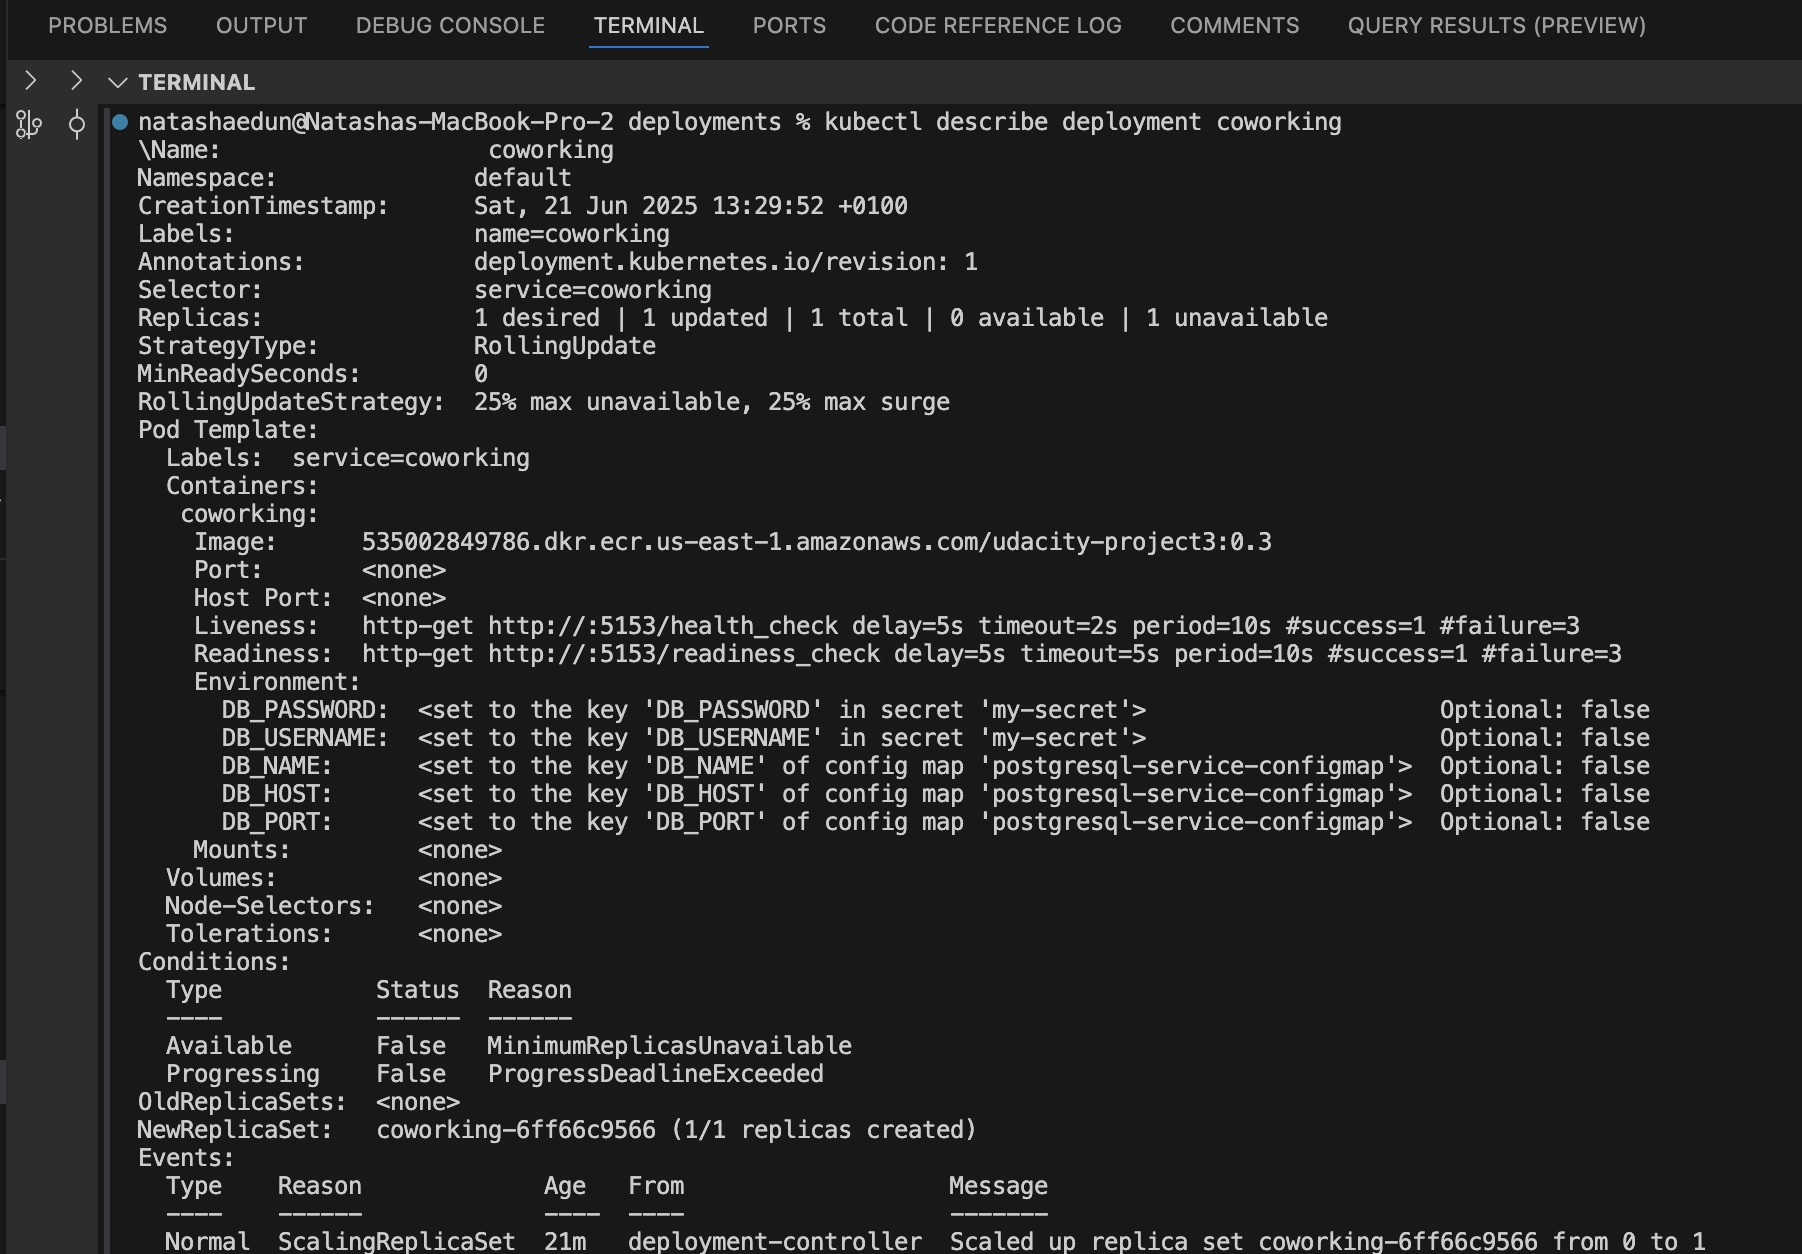 PROBLEMS OUTPUT DEBUG CONSOLE TERMINAL PORTS CODE REFERENCE LOG COMMENTS QUERY RESULTS (PREVIEW)
TERMINAL
natashaedun@Natashas-MacBook-Pro-2 deployments % kubectl describe deployment coworking
\Name:                   coworking
Namespace:              default
CreationTimestamp:      Sat, 21 Jun 2025 13:29:52 +0100
Labels:                 name=coworking
Annotations:            deployment.kubernetes.io/revision: 1
Selector:               service=coworking
Replicas:               1 desired | 1 updated | 1 total | 0 available | 1 unavailable
StrategyType:           RollingUpdate
MinReadySeconds:        0
RollingUpdateStrategy:  25% max unavailable, 25% max surge
Pod Template:
  Labels:  service=coworking
  Containers:
   coworking:
    Image:      535002849786.dkr.ecr.us-east-1.amazonaws.com/udacity-project3:0.3
    Port:       <none>
    Host Port:  <none>
    Liveness:   http-get http://:5153/health_check delay=5s timeout=2s period=10s #success=1 #failure=3
    Readiness:  http-get http://:5153/readiness_check delay=5s timeout=5s period=10s #success=1 #failure=3
    Environment:
      DB_PASSWORD:  <set to the key 'DB_PASSWORD' in secret 'my-secret'>                     Optional: false
      DB_USERNAME:  <set to the key 'DB_USERNAME' in secret 'my-secret'>                     Optional: false
      DB_NAME:      <set to the key 'DB_NAME' of config map 'postgresql-service-configmap'>  Optional: false
      DB_HOST:      <set to the key 'DB_HOST' of config map 'postgresql-service-configmap'>  Optional: false
      DB_PORT:      <set to the key 'DB_PORT' of config map 'postgresql-service-configmap'>  Optional: false
    Mounts:         <none>
  Volumes:          <none>
  Node-Selectors:   <none>
  Tolerations:      <none>
Conditions:
  Type           Status  Reason
  ----           ------  ------
  Available      False   MinimumReplicasUnavailable
  Progressing    False   ProgressDeadlineExceeded
OldReplicaSets:  <none>
NewReplicaSet:   coworking-6ff66c9566 (1/1 replicas created)
Events:
  Type    Reason             Age   From                   Message
  ----    ------             ----  ----                   -------
  Normal  ScalingReplicaSet  21m   deployment-controller  Scaled up replica set coworking-6ff66c9566 from 0 to 1